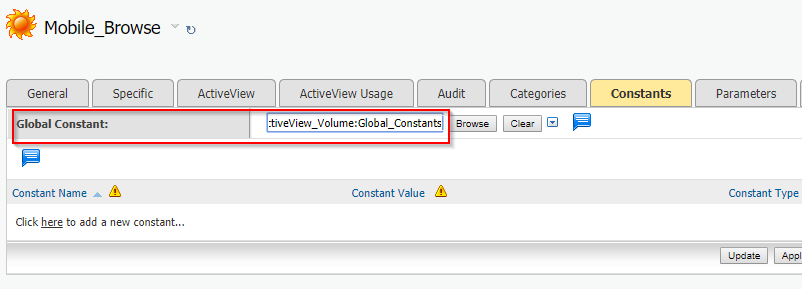 Mobile_Browse
General Specific ActiveView ActiveView Usage Audit Categories Constants Parameters
Global Constant: :tiveView_Volume:Global_Constants Browse Clear
Constant Name Constant Value Constant Type
Click here to add a new constant...
Update Appl